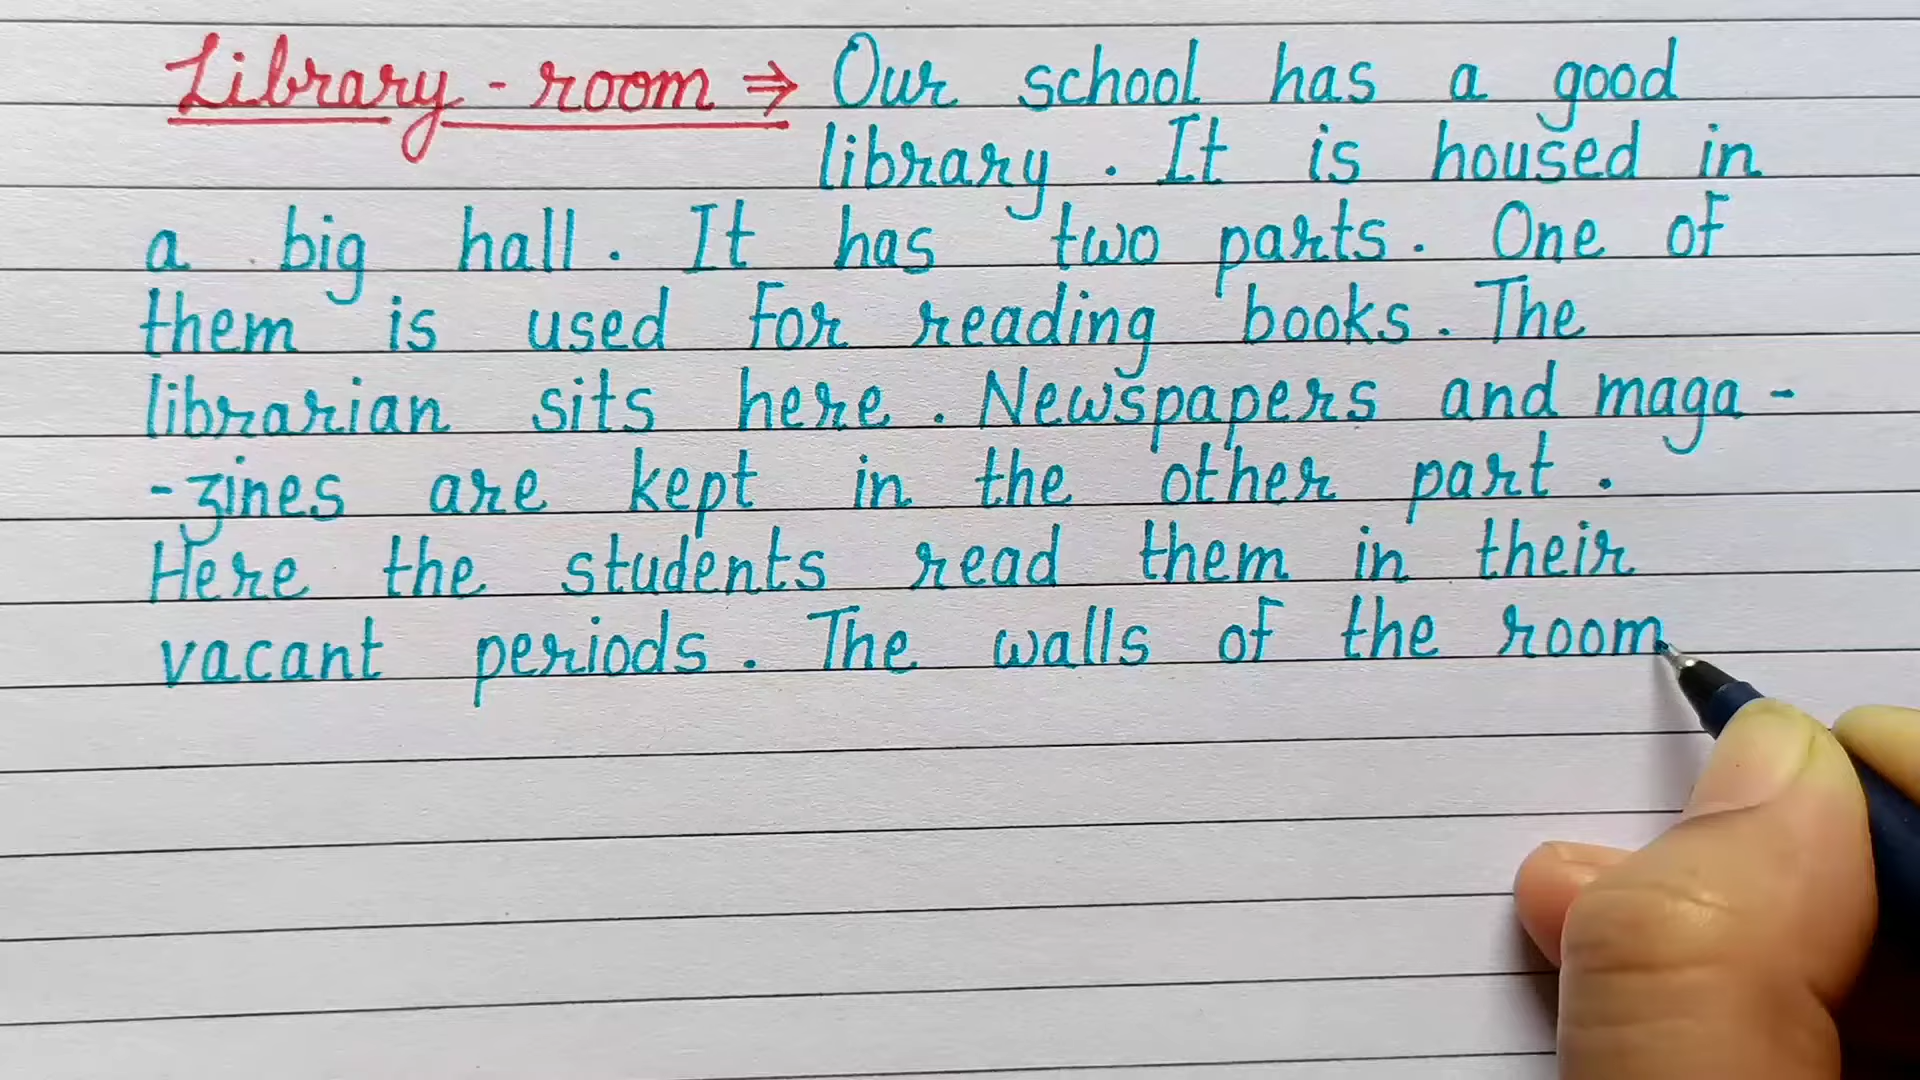 Library - room ⇒ Our school has a good
library. It is housed in
a big hall. It has two parts. One of
them is used for reading books. The
librarian sits here. Newspapers and maga -
- zines are kept in the other part.
Here the students read them in their
vacant periods. The walls of the room